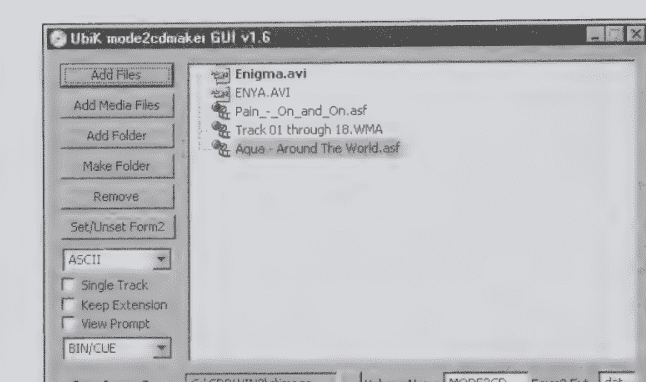 UbiK mode2cdmaker GUI v1.6
Add Files
Add Media Files
Add Folder
Make Folder
Remove
Set/Unset Form2
ASCII
Single Track
Keep Extension
View Prompt
BIN/CUE
Enigma.avi
ENYA.AVI
Pain_-_On_and_On.asf
Track 01 through 18.WMA
Aqua - Around The World.asf
MODE2CD